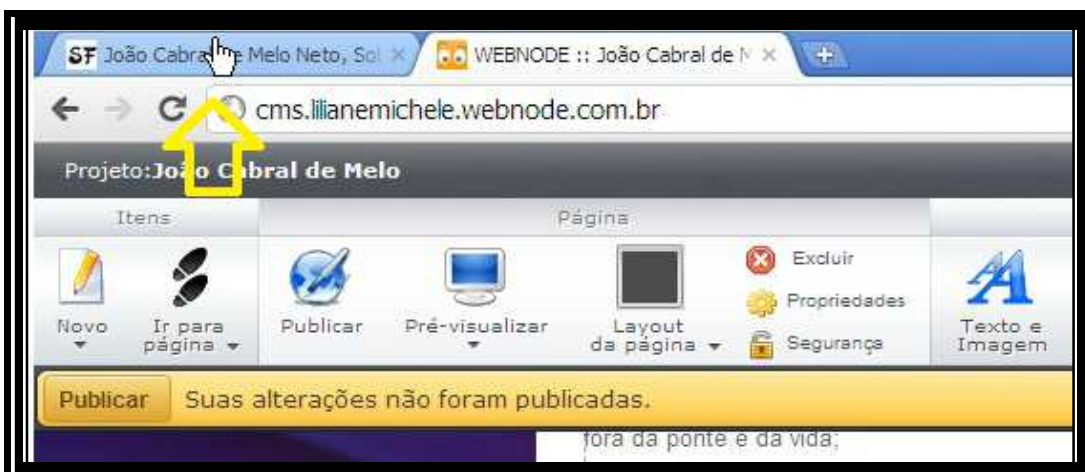 SF João Cabral de Melo Neto, Sol
WEBNODE :: João Cabral de M
cms.lilianemichele.webnode.com.br
Projeto:João Cabral de Melo
Itens
Página
Novo
Ir para
página
Publicar
Pré-visualizar
Layout
da página
Excluir
Propriedades
Segurança
Texto e
Imagem
Publicar Suas alterações não foram publicadas.
fora da ponte e da vida;